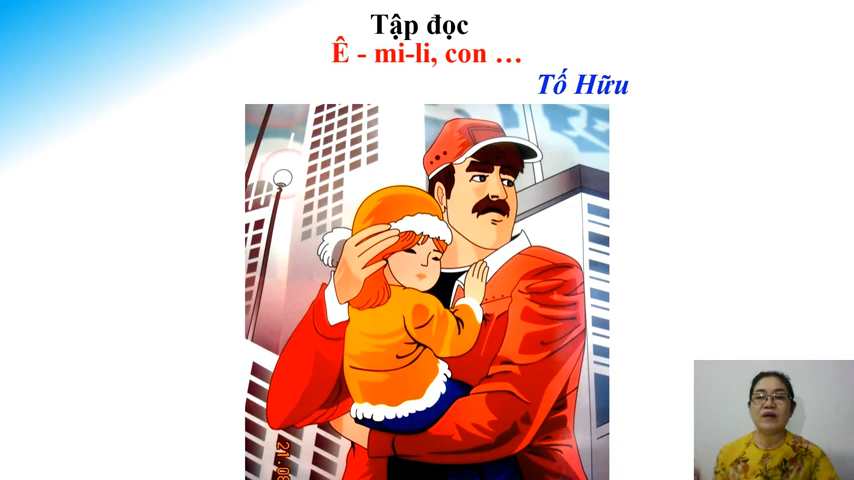 Tập đọc
Ê - mi-li, con …
Tố Hữu